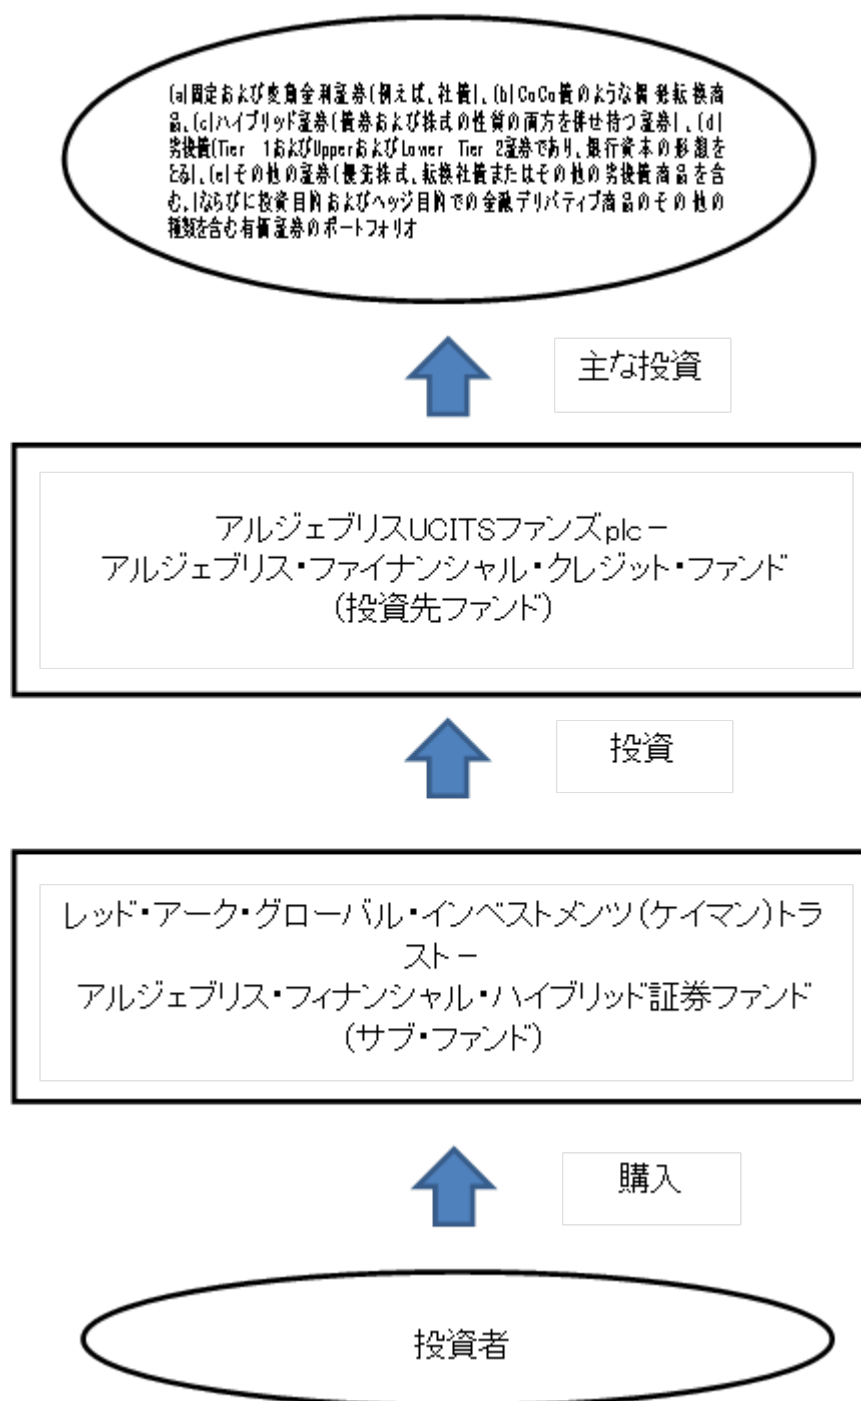 (a)固定および変動金利証券(例えば、社債)、(b)CoCo債のような偶発転換商
品、(c)ハイブリッド証券(債券および株式の性質の両方を併せ持つ証券)、(d)
劣後債(Tier 1およびUpperおよびLower Tier 2証券であり、銀行資本の形態を
とる)、(e)その他の証券(優先株式、転換社債またはその他の劣後債商品を含
む。)ならびに投資目的およびヘッジ目的での金融デリバティブ商品のその他の
種類を含む有価証券のポートフォリオ
主な投資
アルジェブリスUCITSファンズplc－
アルジェブリス・ファイナンシャル・クレジット・ファンド
(投資先ファンド)
投資
レッド・アーク・グローバル・インベストメンツ(ケイマン)トラ
スト－
アルジェブリス・フィナンシャル・ハイブリッド証券ファンド
(サブ・ファンド)
購入
投資者